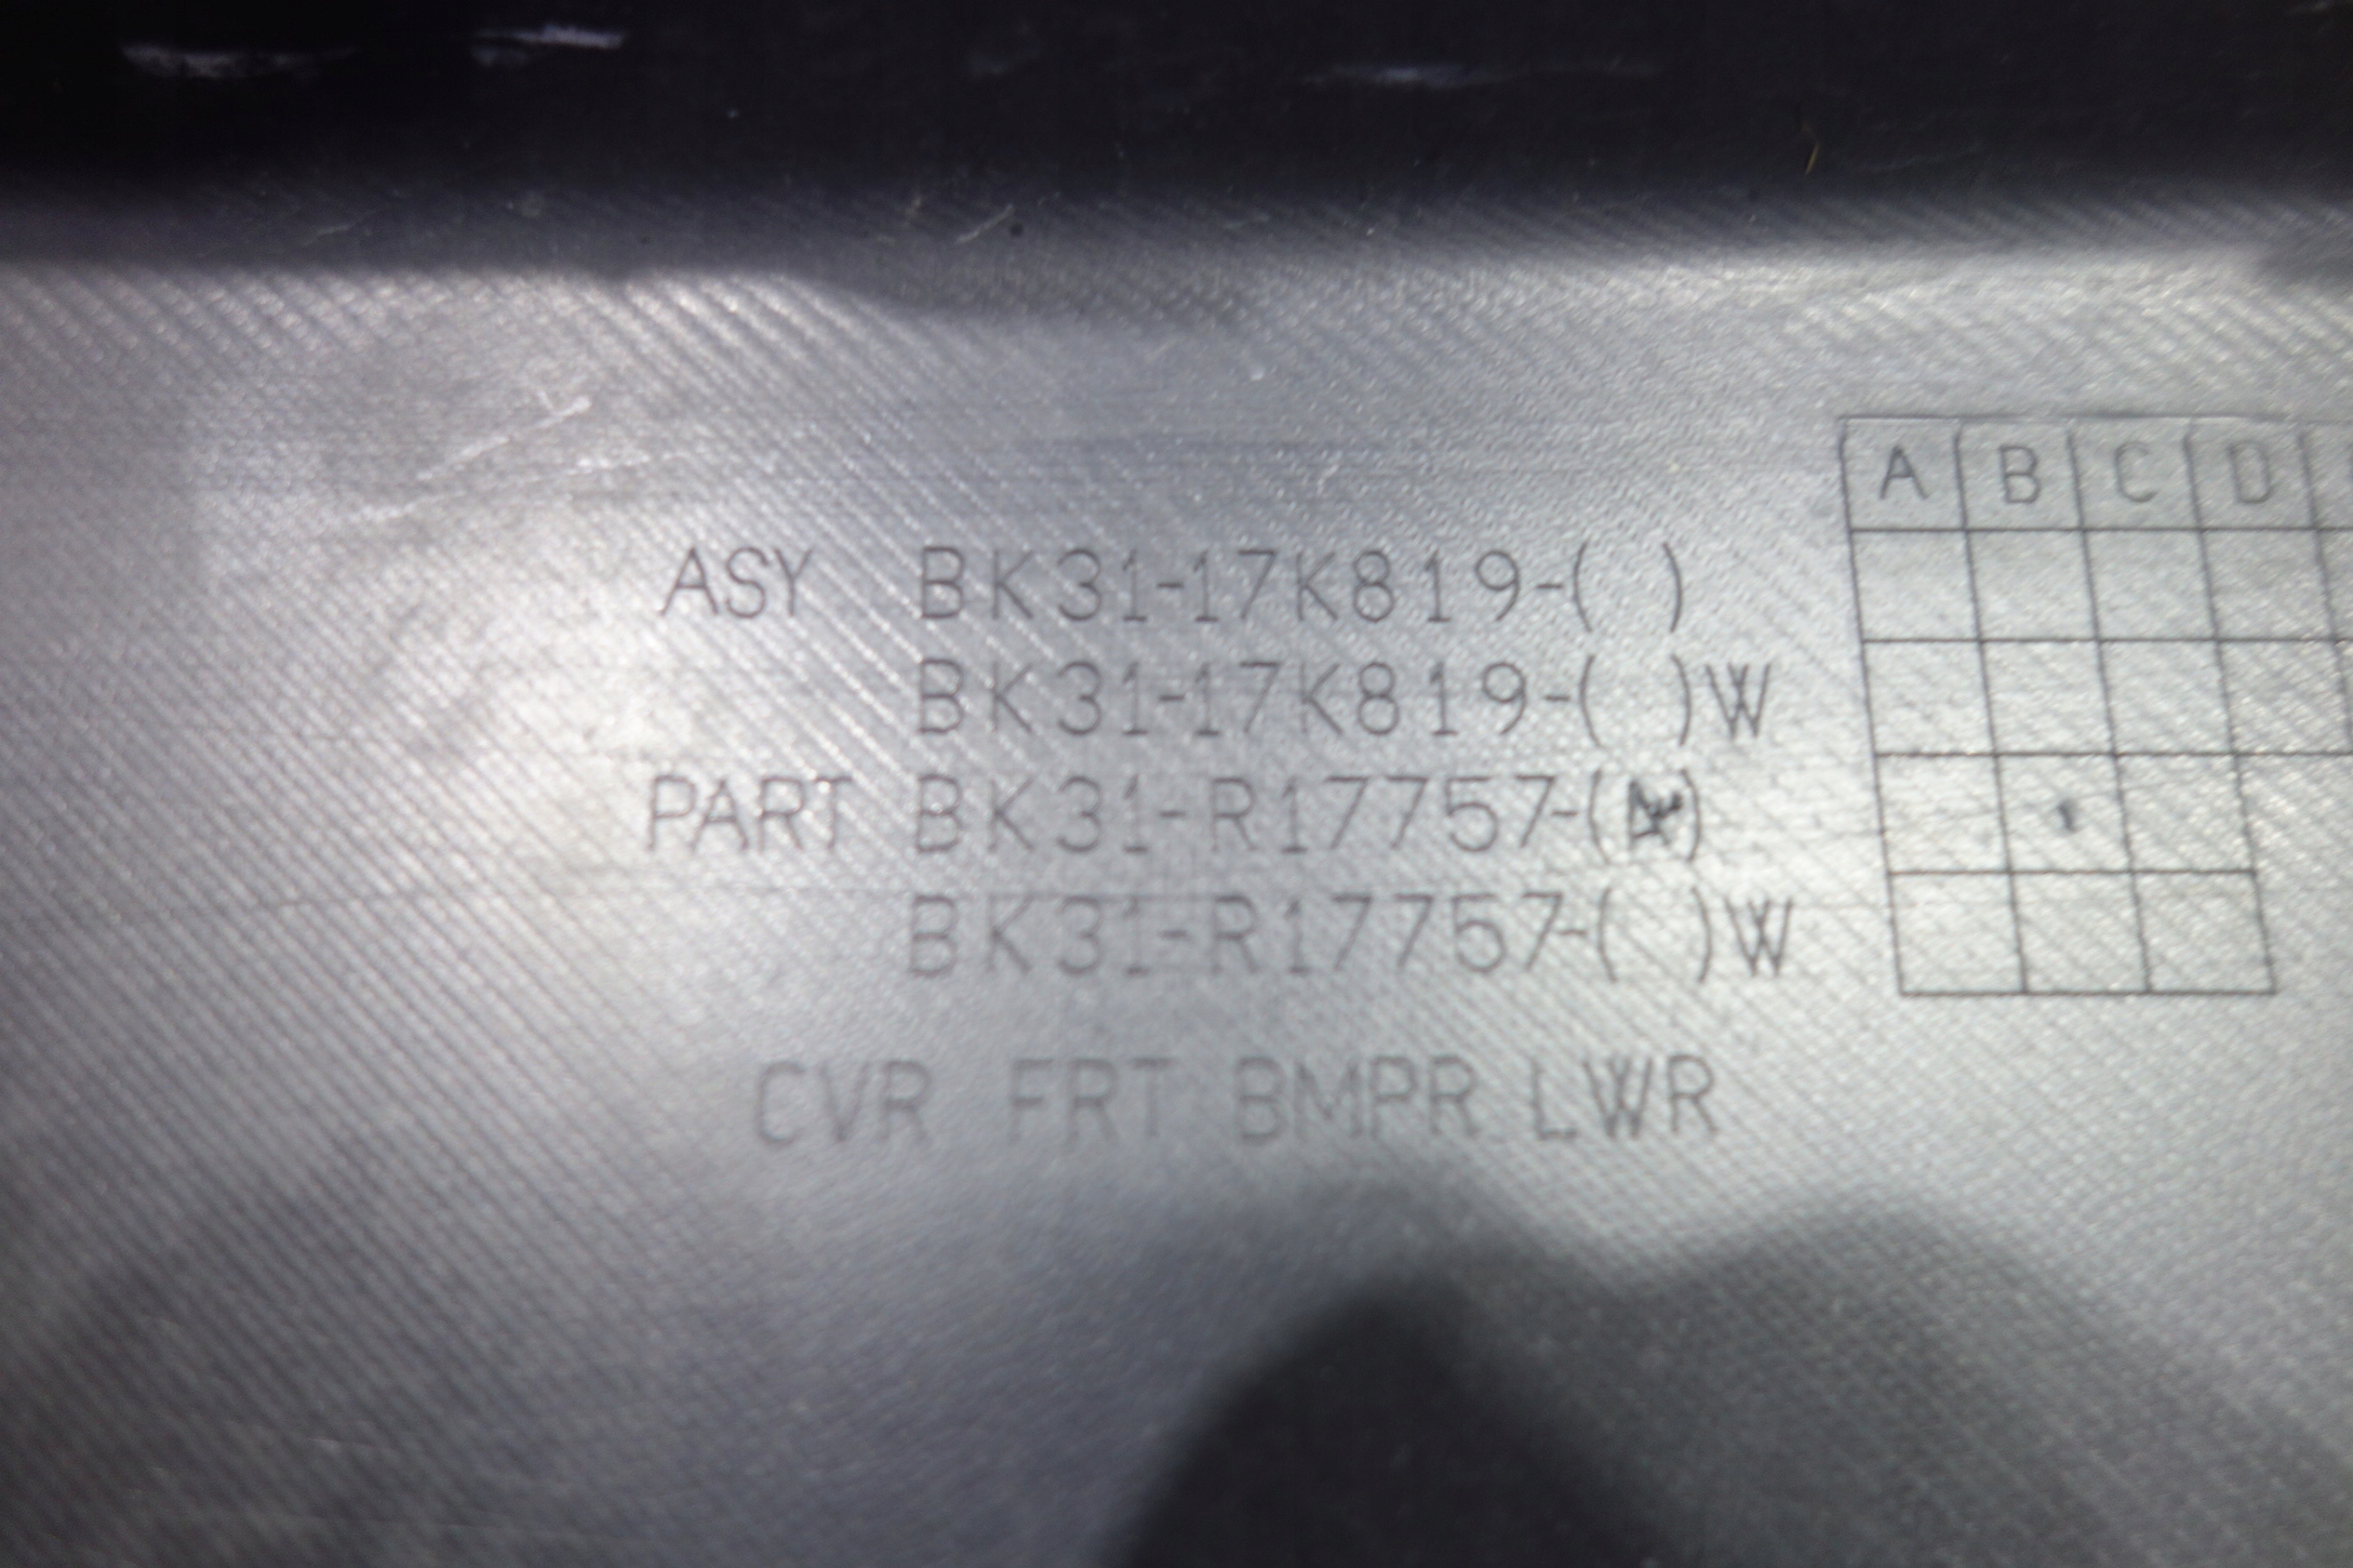 A B C D
ASY BK31-17K819-( )
BK31-17K819-( )W
PART BK31-R17757-( )
BK31-R17757-( )W
CVR FRT BMPR LWR